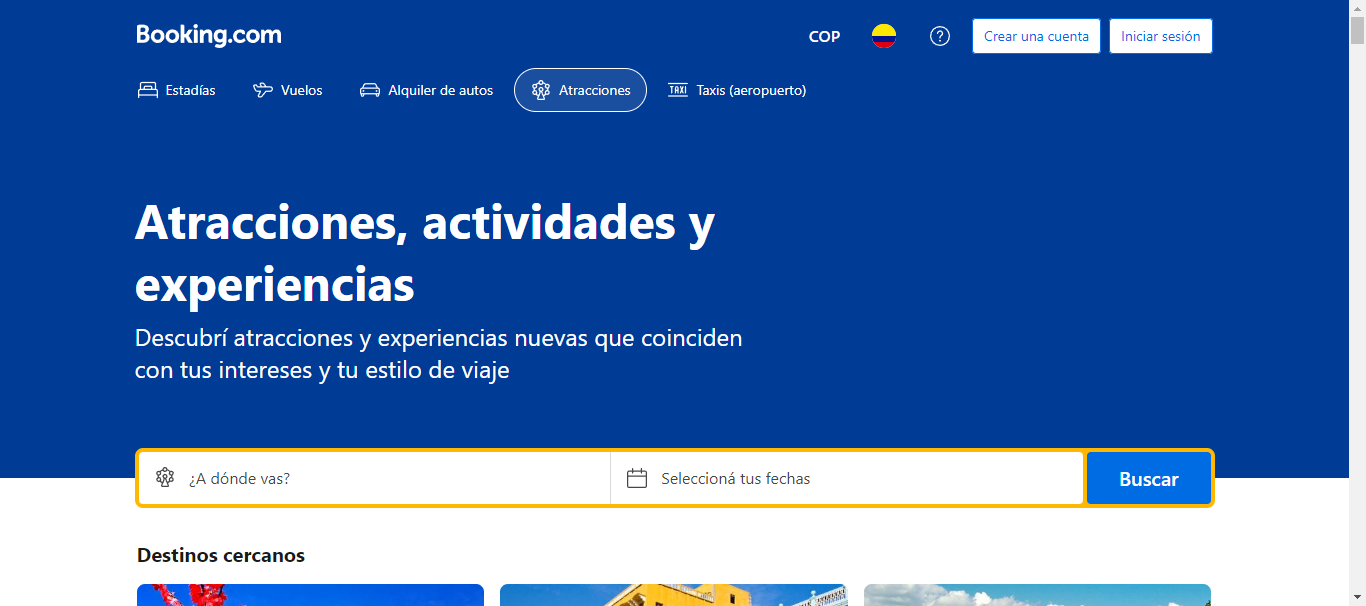 Booking.com
COP
Crear una cuenta
Iniciar sesión
Estadías
Vuelos
Alquiler de autos
Atracciones
TAXI
Taxis (aeropuerto)
Atracciones, actividades y
experiencias
Descubrí atracciones y experiencias nuevas que coinciden
con tus intereses y tu estilo de viaje
¿A dónde vas?
Seleccioná tus fechas
Buscar
Destinos cercanos